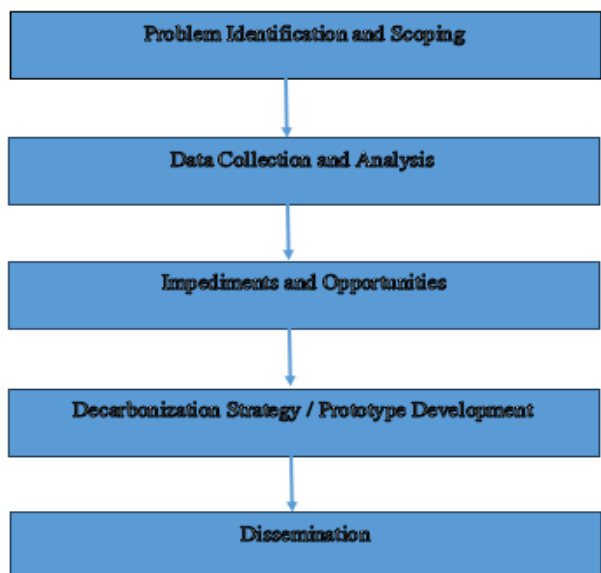 Problem Identification and Scoping
Data Collection and Analysis
Impediments and Opportunities
Decarbonization Strategy / Prototype Development
Dissemination